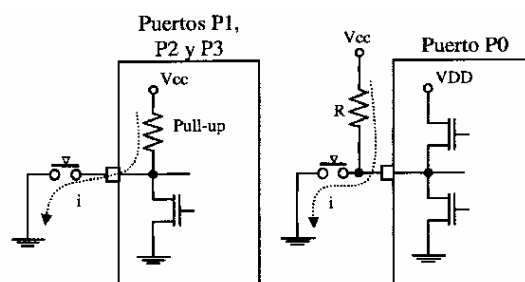 Puertos P1,
P2 y P3
Vcc
Pull-up
i
Vcc
R
i
Puerto P0
VDD